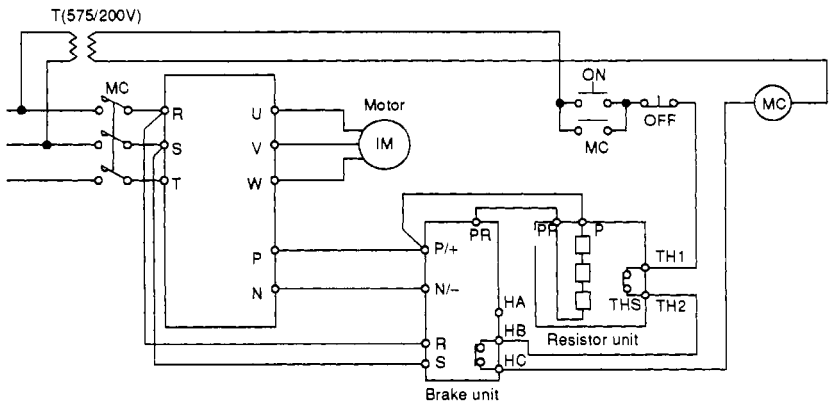 T(575/200V)
MC
R
S
T
U
V
W
P
N
Motor
IM
ON
OFF
MC
MC
PR
PR
P
P/+
N/−
HA
HB
HC
R
S
THS
TH1
TH2
Resistor unit
Brake unit